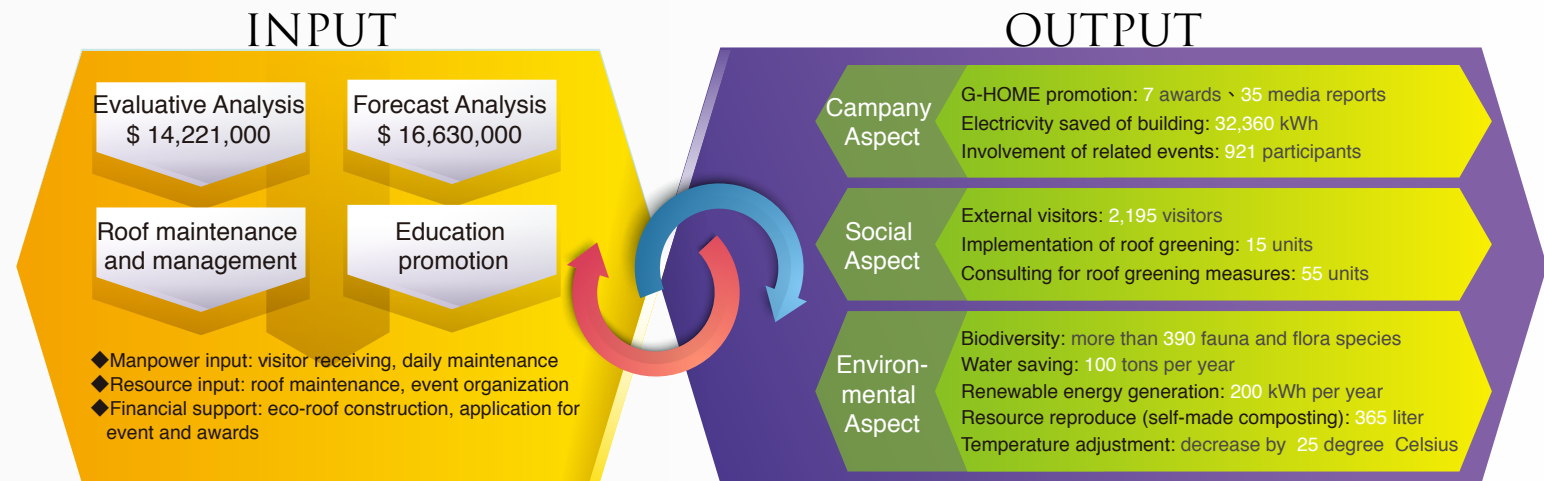 INPUT
Evaluative Analysis
$ 14,221,000
Forecast Analysis
$ 16,630,000
Roof maintenance
and management
Education
promotion
◆Manpower input: visitor receiving, daily maintenance
◆Resource input: roof maintenance, event organization
◆Financial support: eco-roof construction, application for
event and awards
OUTPUT
Campany
Aspect
G-HOME promotion: 7 awards、35 media reports
Electricvity saved of building: 32,360 kWh
Involvement of related events: 921 participants
Social
Aspect
External visitors: 2,195 visitors
Implementation of roof greening: 15 units
Consulting for roof greening measures: 55 units
Environ-
mental
Aspect
Biodiversity: more than 390 fauna and flora species
Water saving: 100 tons per year
Renewable energy generation: 200 kWh per year
Resource reproduce (self-made composting): 365 liter
Temperature adjustment: decrease by 25 degree Celsius